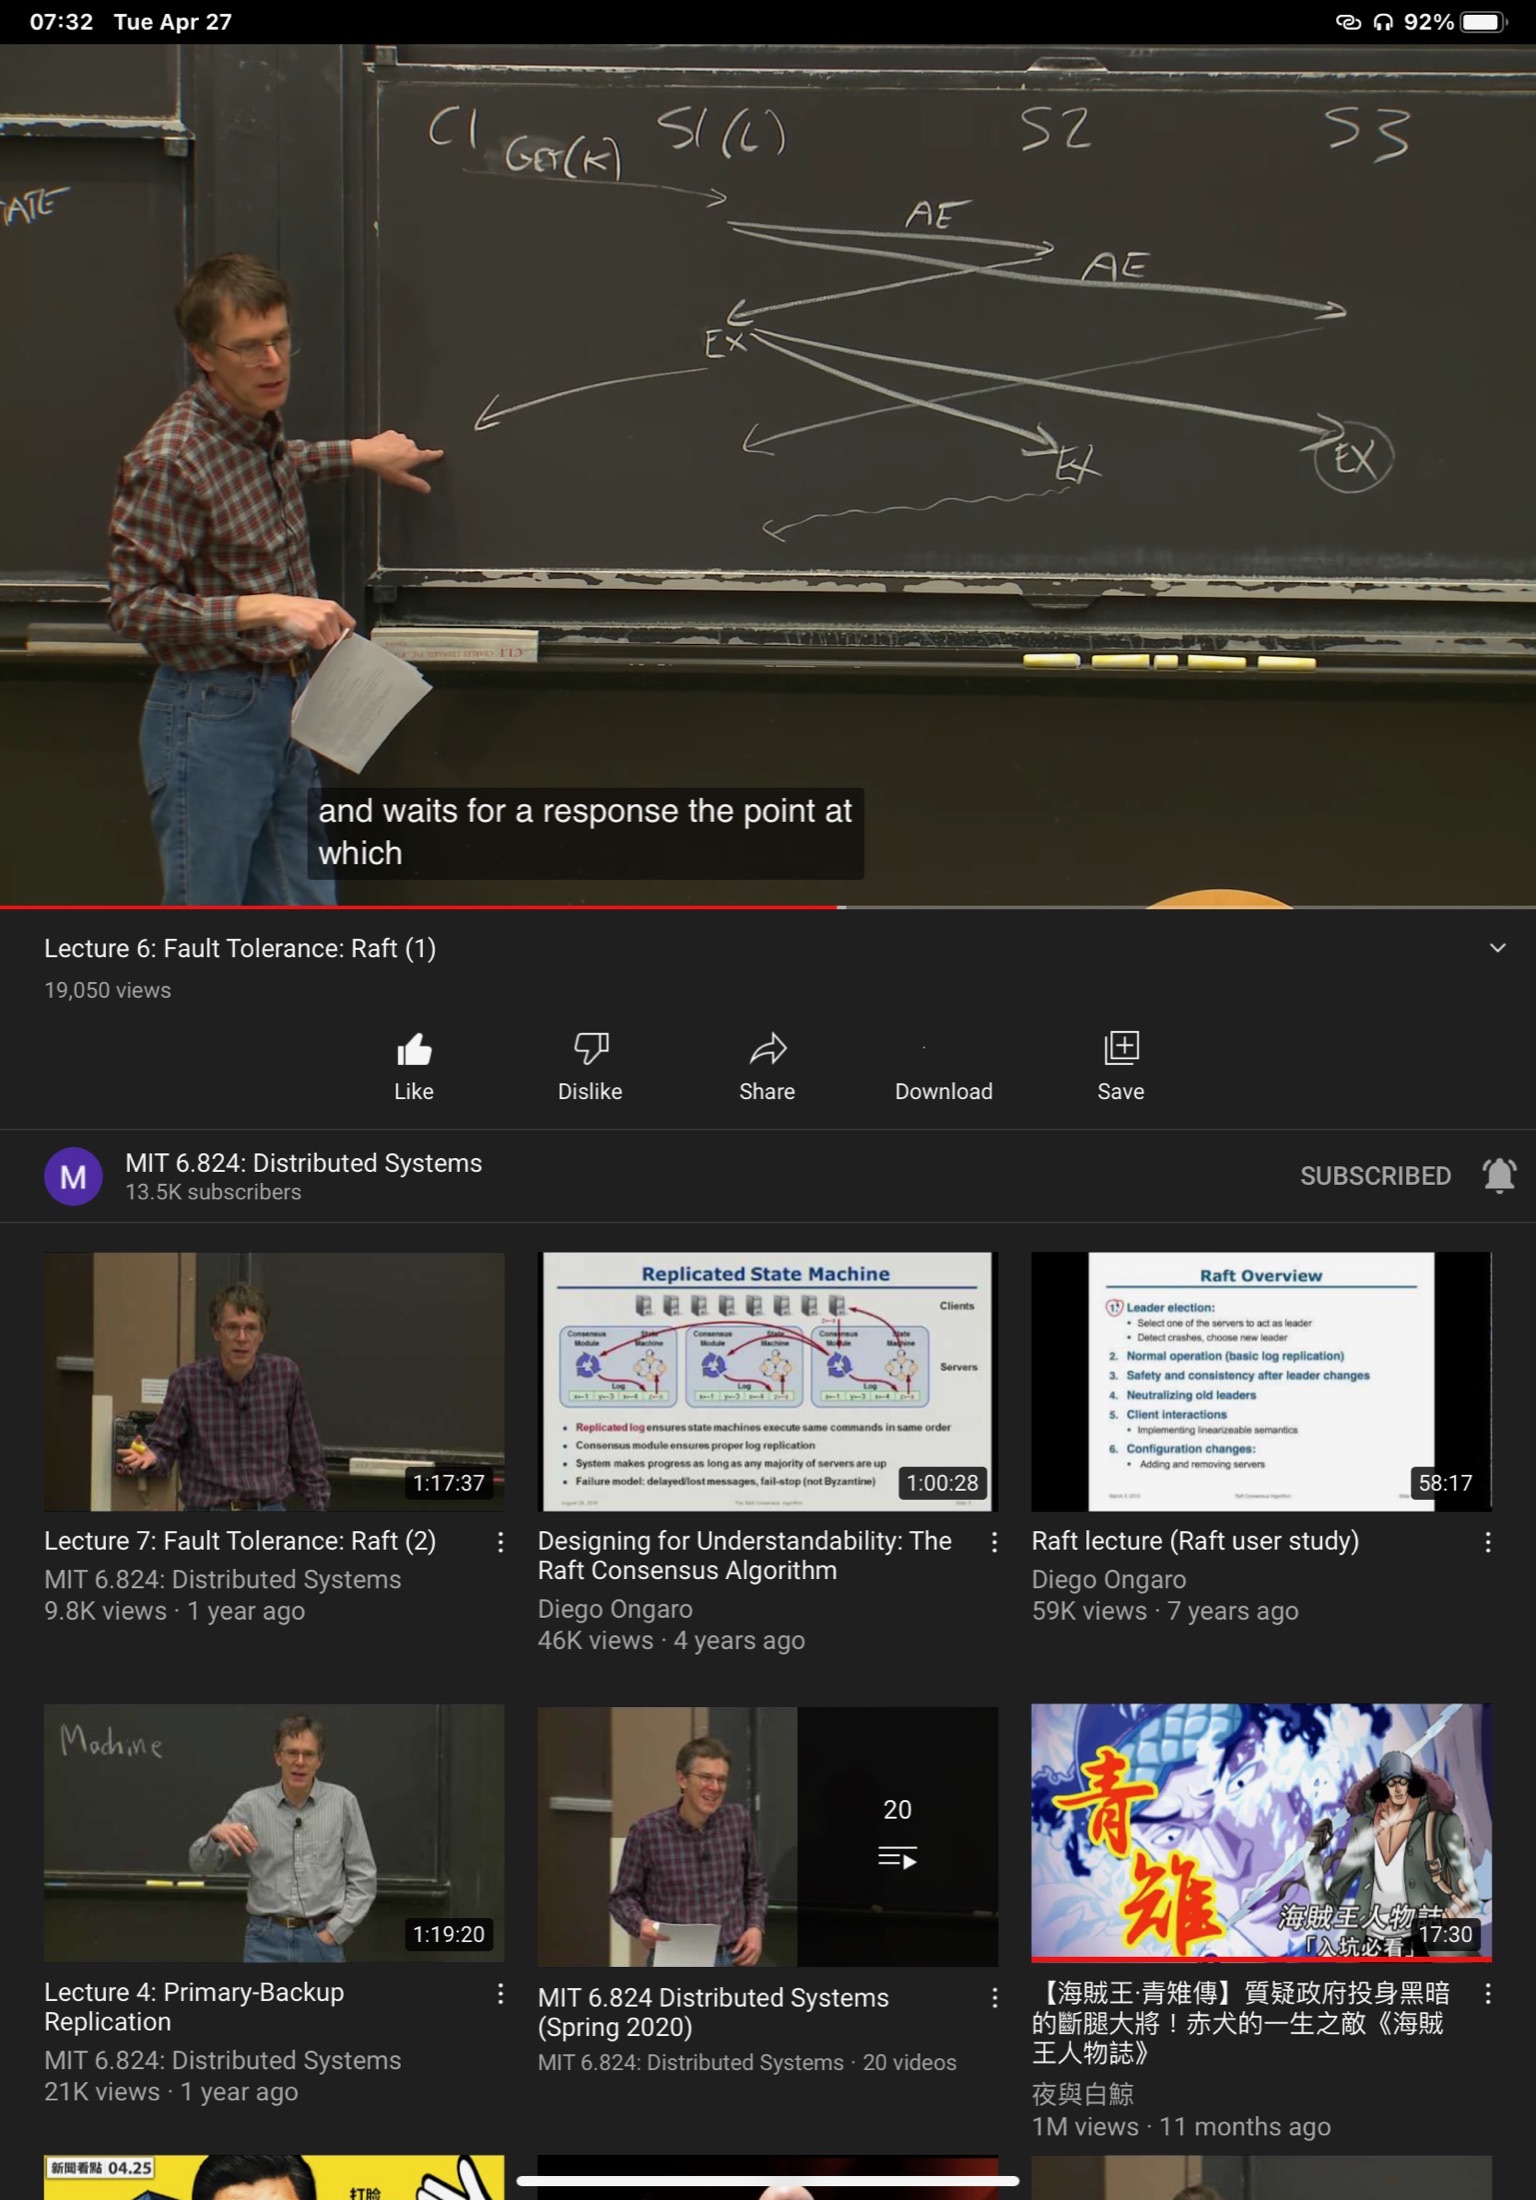 07:32 Tue Apr 27
92%
C1 S1(L) S2 S3
GET(K)
ATE
AE
AE
EX
EX
EX
and waits for a response the point at
which
Lecture 6: Fault Tolerance: Raft (1)
19,050 views
Like Dislike Share Download Save
M
MIT 6.824: Distributed Systems
13.5K subscribers
SUBSCRIBED
1:17:37
Lecture 7: Fault Tolerance: Raft (2)
MIT 6.824: Distributed Systems
9.8K views · 1 year ago
Replicated State Machine
Clients
Consensus Module State Machine Consensus Module State Machine Consensus Module State Machine
Servers
Log Log Log
Replicated log ensures state machines execute same commands in same order
Consensus module ensures proper log replication
System makes progress as long as any majority of servers are up
Failure model: delayed/lost messages, fail-stop (not Byzantine)
1:00:28
Designing for Understandability: The
Raft Consensus Algorithm
Diego Ongaro
46K views · 4 years ago
Raft Overview
1. Leader election:
• Select one of the servers to act as leader
• Detect crashes, choose new leader
2. Normal operation (basic log replication)
3. Safety and consistency after leader changes
4. Neutralizing old leaders
5. Client interactions
• Implementing linearizeable semantics
6. Configuration changes:
• Adding and removing servers
58:17
Raft lecture (Raft user study)
Diego Ongaro
59K views · 7 years ago
Machine
1:19:20
Lecture 4: Primary-Backup
Replication
MIT 6.824: Distributed Systems
21K views · 1 year ago
20
MIT 6.824 Distributed Systems
(Spring 2020)
MIT 6.824: Distributed Systems · 20 videos
青
雉
海賊王人物誌
「入坑必看」
17:30
【海賊王·青雉傳】質疑政府投身黑暗
的斷腿大將！赤犬的一生之敵《海賊
王人物誌》
夜與白鯨
1M views · 11 months ago
新聞看點 04.25
打臉